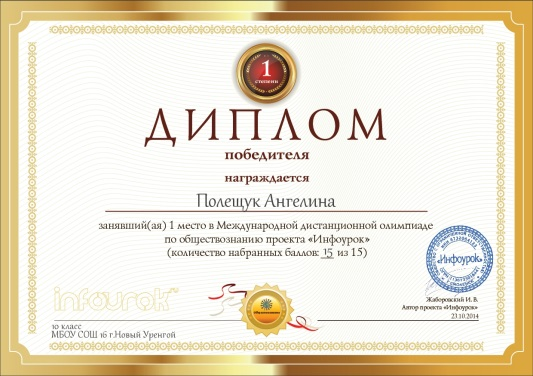 1
степени
ДИПЛОМ
победителя
награждается
Полещук Ангелина
занявший(ая) 1 место в Международной дистанционной олимпиаде
по обществознанию проекта «Инфоурок»
(количество набранных баллов: 15 из 15)
«Инфоурок»
infourok
Жаборовский И. В.
Автор проекта «Инфоурок»
23.10.2014
10 класс
МБОУ СОШ 16 г.Новый Уренгой